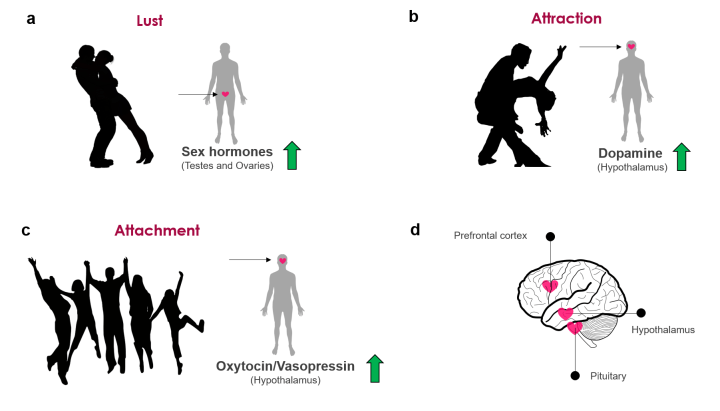 a
Lust
Sex hormones
(Testes and Ovaries)
b
Attraction
Dopamine
(Hypothalamus)
c
Attachment
Oxytocin/Vasopressin
(Hypothalamus)
d
Prefrontal cortex
Hypothalamus
Pituitary